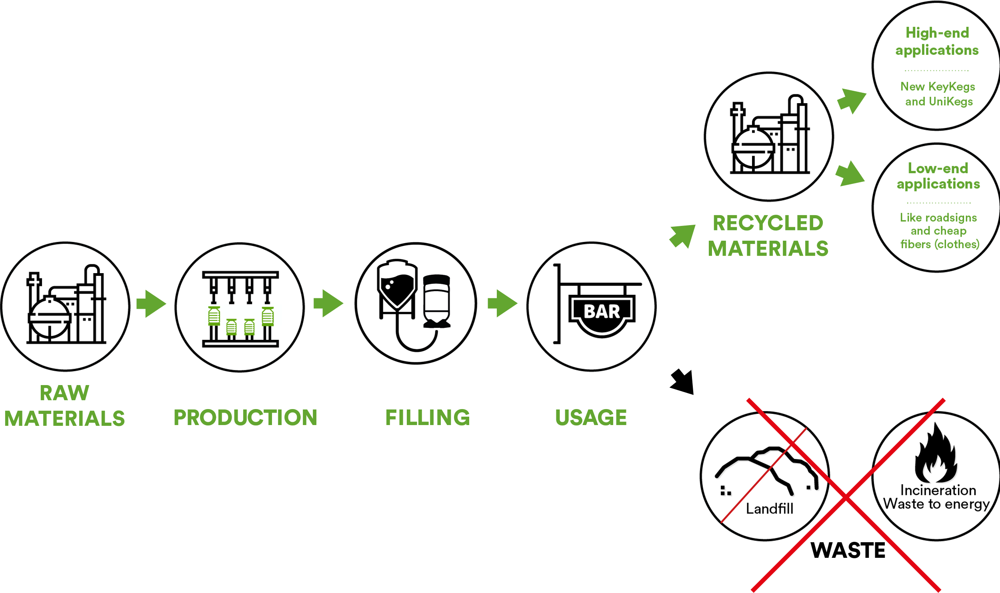 High-end
applications
New KeyKegs
and UniKegs
Low-end
applications
Like roadsigns
and cheap
fibers (clothes)
RECYCLED
MATERIALS
BAR
RAW
MATERIALS
PRODUCTION
FILLING
USAGE
Landfill
Incineration
Waste to energy
WASTE